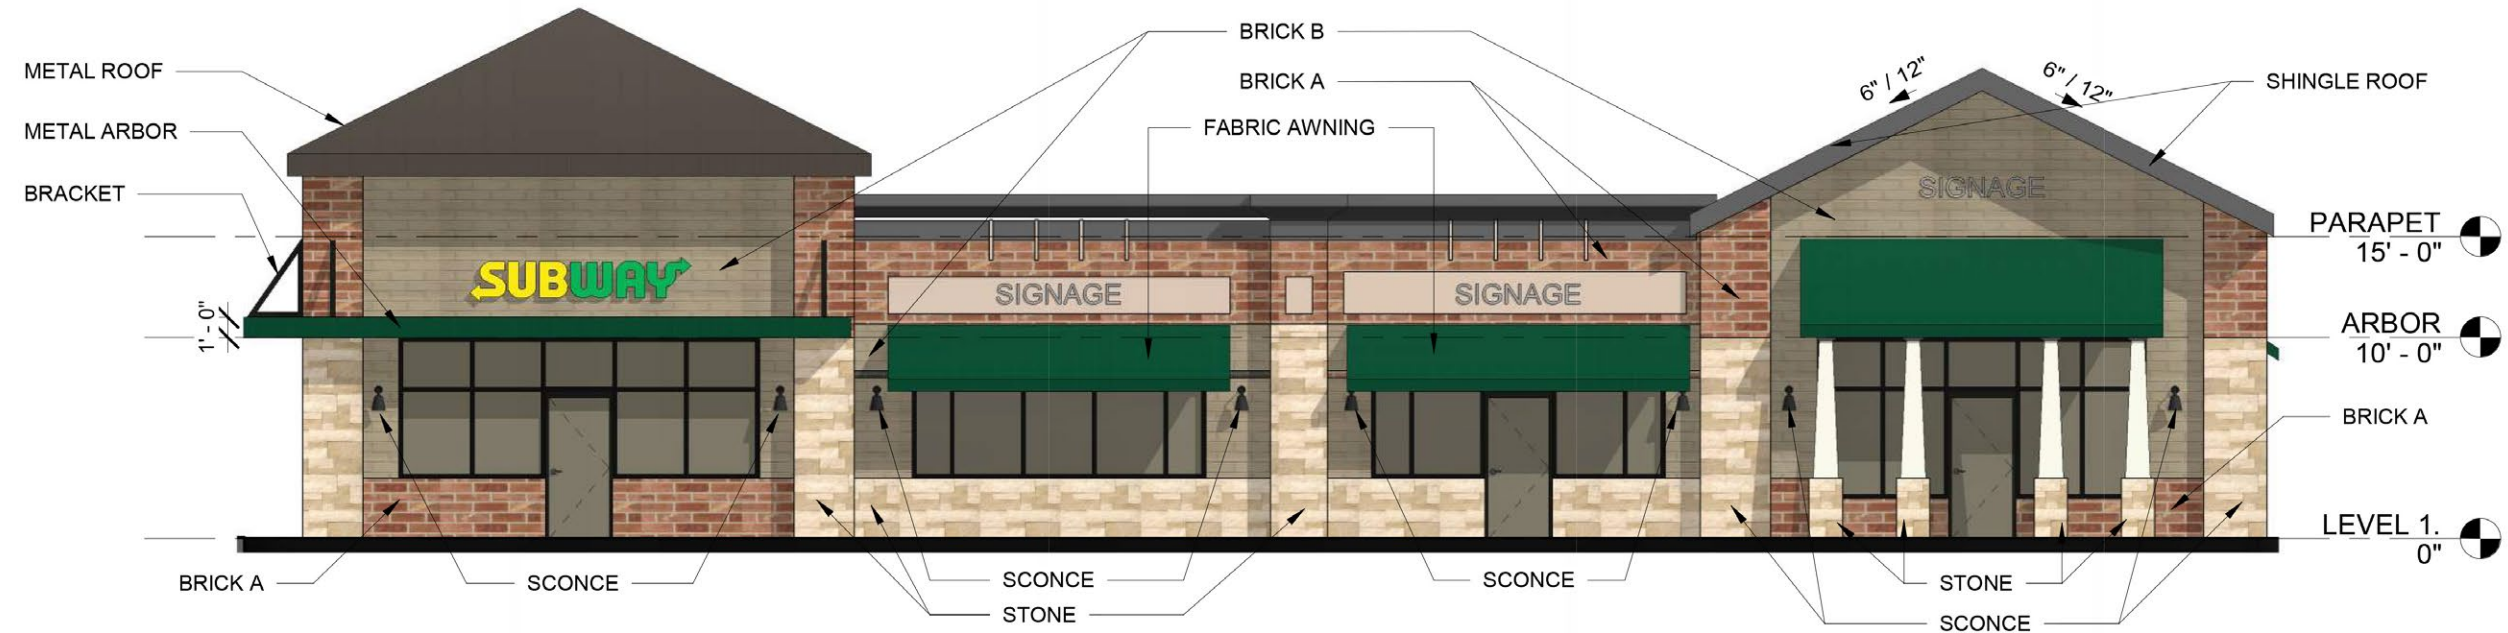 BRICK B
METAL ROOF
BRICK A
6" / 12"
6" / 12"
SHINGLE ROOF
METAL ARBOR
FABRIC AWNING
BRACKET
SIGNAGE
PARAPET
15' - 0"
SUBWAY
SIGNAGE
SIGNAGE
1' - 0"
ARBOR
10' - 0"
BRICK A
LEVEL 1.
0"
BRICK A
SCONCE
SCONCE
SCONCE
STONE
STONE
SCONCE